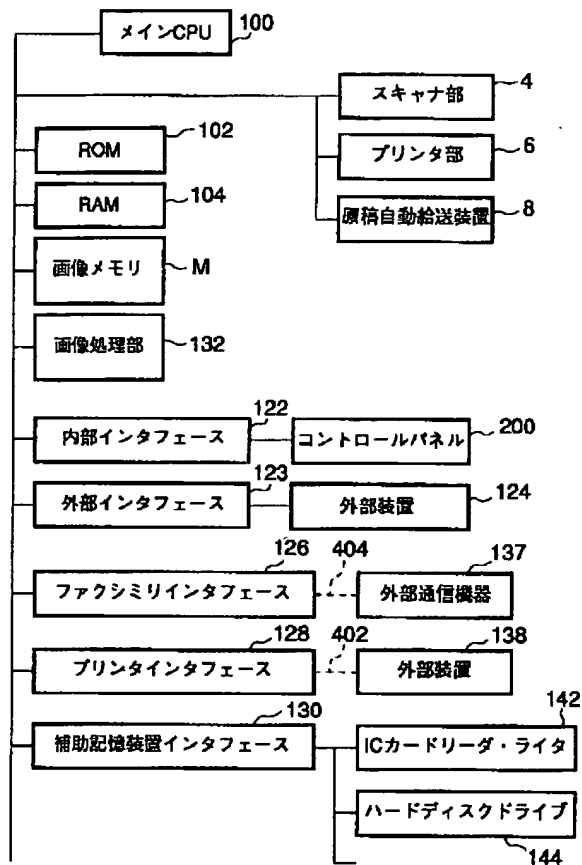 メインCPU 100
スキャナ部 4
ROM 102
プリンタ部 6
RAM 104
原稿自動給送装置 8
画像メモリ M
画像処理部 132
内部インタフェース 122
コントロールパネル 200
外部インタフェース 123
外部装置 124
ファクシミリインタフェース 126
404
外部通信機器 137
プリンタインタフェース 128
402
外部装置 138
補助記憶装置インタフェース 130
ICカードリーダ・ライタ 142
ハードディスクドライブ
144